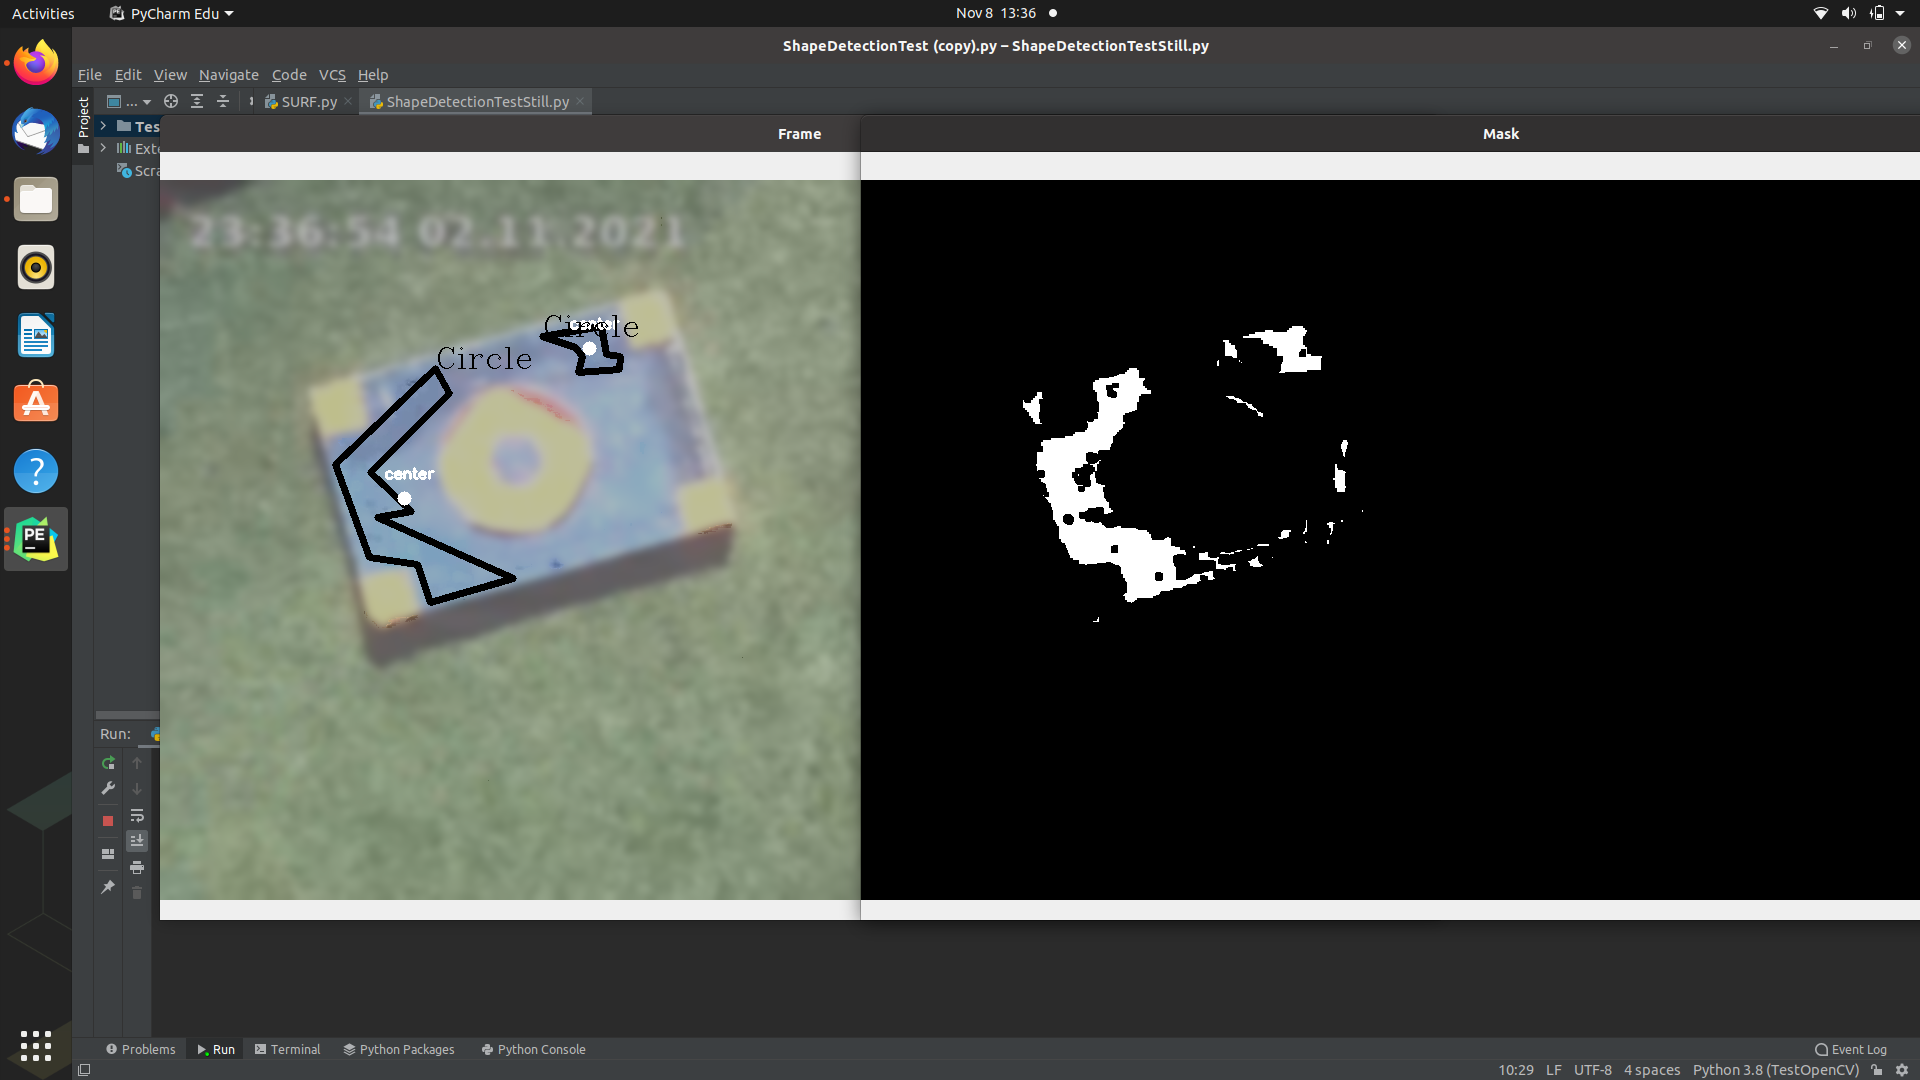 Activities
PyCharm Edu
Nov 8 13:36
ShapeDetectionTest (copy).py – ShapeDetectionTestStill.py
File Edit View Navigate Code VCS Help
Project
...
SURF.py
ShapeDetectionTestStill.py
Tes
Exte
Scra
Frame
Mask
23:36:54 02.11.2021
Circle
center
Circle
center
Run:
Problems
Run
Terminal
Python Packages
Python Console
Event Log
10:29 LF UTF-8 4 spaces Python 3.8 (TestOpenCV)
PE